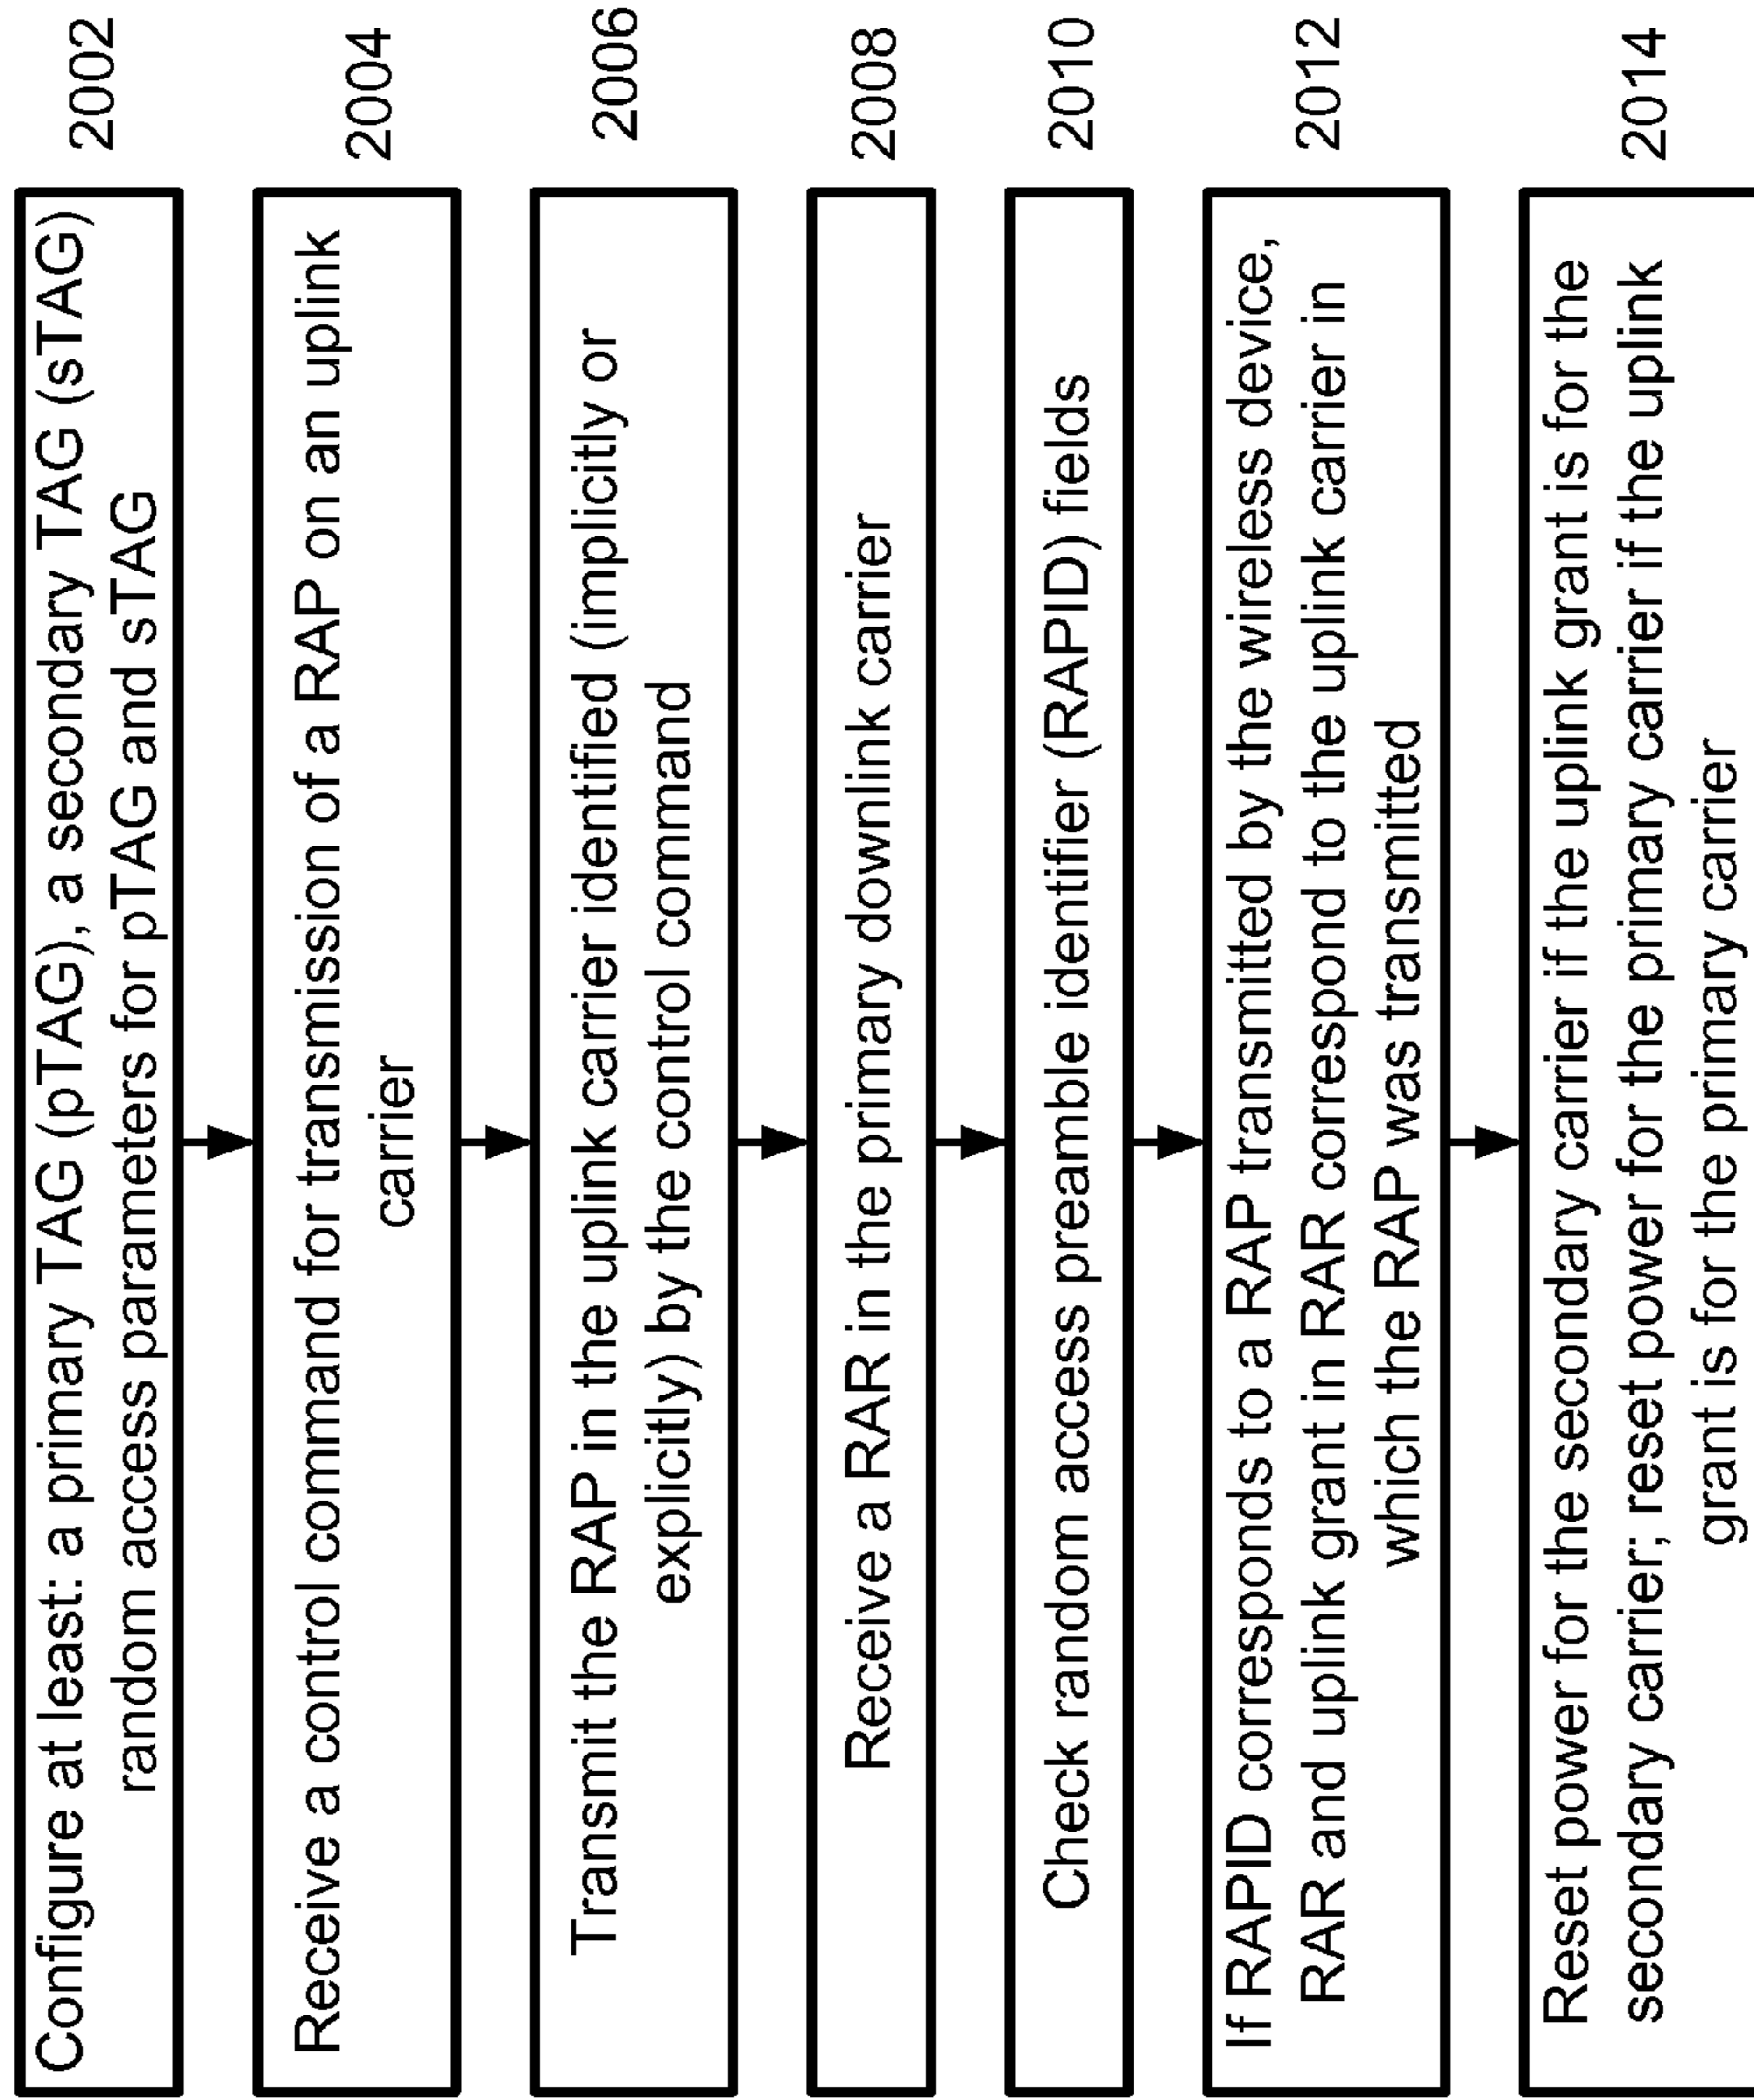 Configure at least: a primary TAG (pTAG), a secondary TAG (sTAG)
random access parameters for pTAG and sTAG
2002
Receive a control command for transmission of a RAP on an uplink
carrier
2004
Transmit the RAP in the uplink carrier identified (implicitly or
explicitly) by the control command
2006
Receive a RAR in the primary downlink carrier
2008
Check random access preamble identifier (RAPID) fields
2010
If RAPID corresponds to a RAP transmitted by the wireless device,
RAR and uplink grant in RAR correspond to the uplink carrier in
which the RAP was transmitted
2012
Reset power for the secondary carrier if the uplink grant is for the
secondary carrier; reset power for the primary carrier if the uplink
grant is for the primary carrier
2014